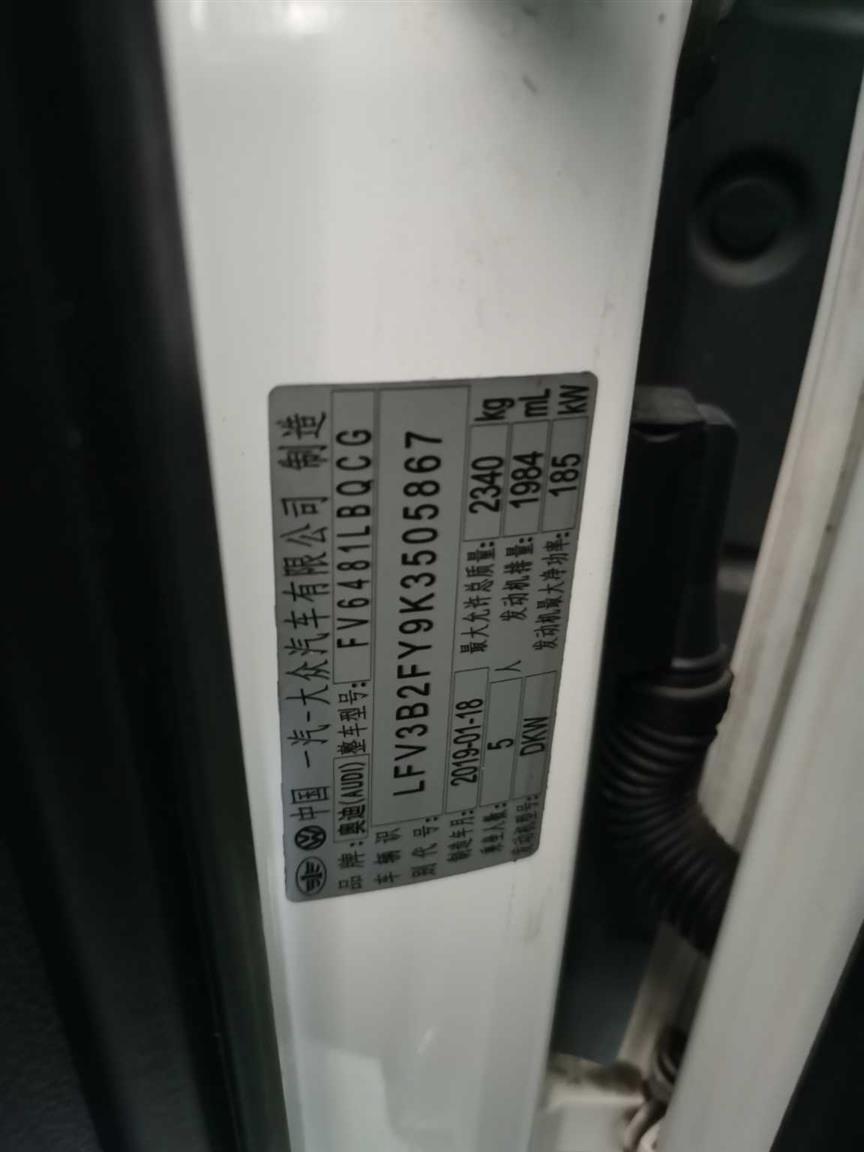 中国 一汽-大众汽车有限公司 制造
品牌: 奥迪(AUDI) 整车型号: FV6481LBQCG
车辆识别代号: LFV3B2FY9K3505867
制造年月: 2019-01-18 最大允许总质量: 2340 kg
乘坐人数: 5 人 发动机排量: 1984 mL
发动机型号: DKW 发动机最大净功率: 185 kW